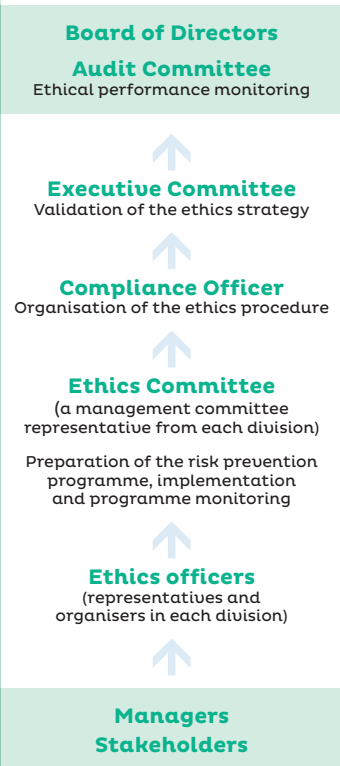 Board of Directors
Audit Committee
Ethical performance monitoring
Executive Committee
Validation of the ethics strategy
Compliance Officer
Organisation of the ethics procedure
Ethics Committee
(a management committee
representative from each division)
Preparation of the risk prevention
programme, implementation
and programme monitoring
Ethics officers
(representatives and
organisers in each division)
Managers
Stakeholders